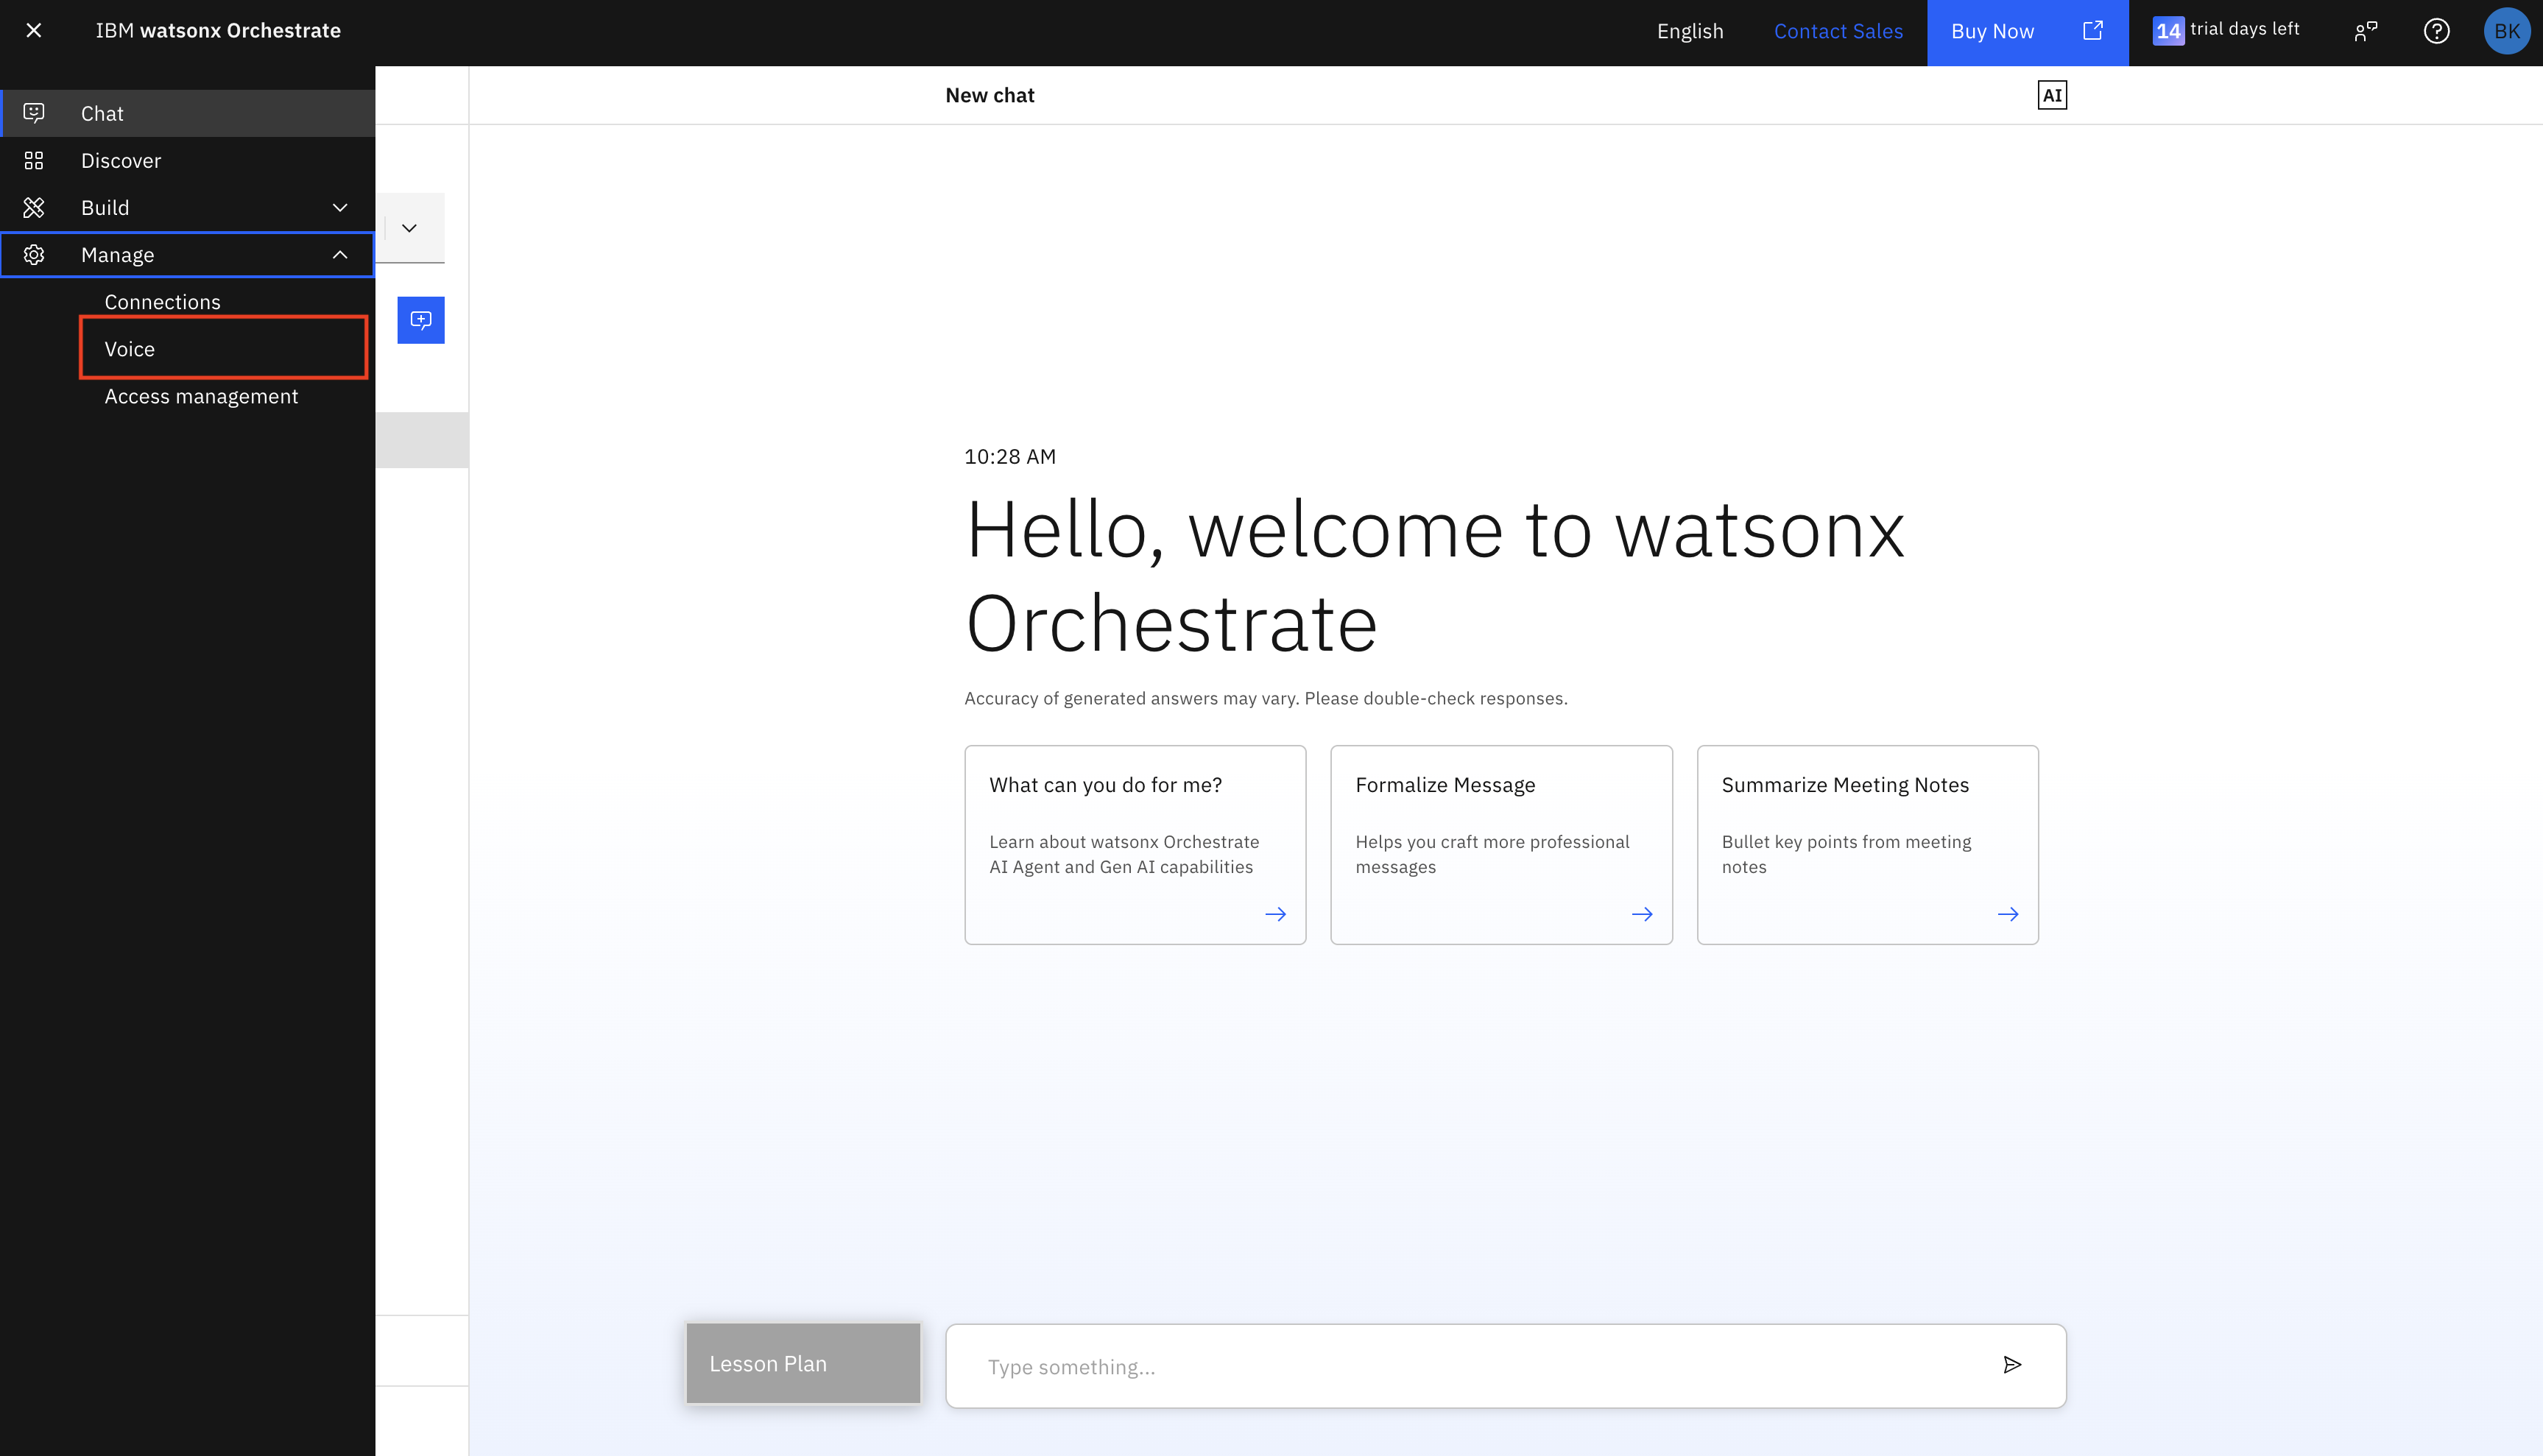 IBM watsonx Orchestrate
English
Contact Sales
Buy Now
14 trial days left
BK
Chat
Discover
Build
Manage
Connections
Voice
Access management
New chat
AI
10:28 AM
Hello, welcome to watsonx
Orchestrate
Accuracy of generated answers may vary. Please double-check responses.
What can you do for me?
Learn about watsonx Orchestrate
AI Agent and Gen AI capabilities
Formalize Message
Helps you craft more professional
messages
Summarize Meeting Notes
Bullet key points from meeting
notes
Lesson Plan
Type something...